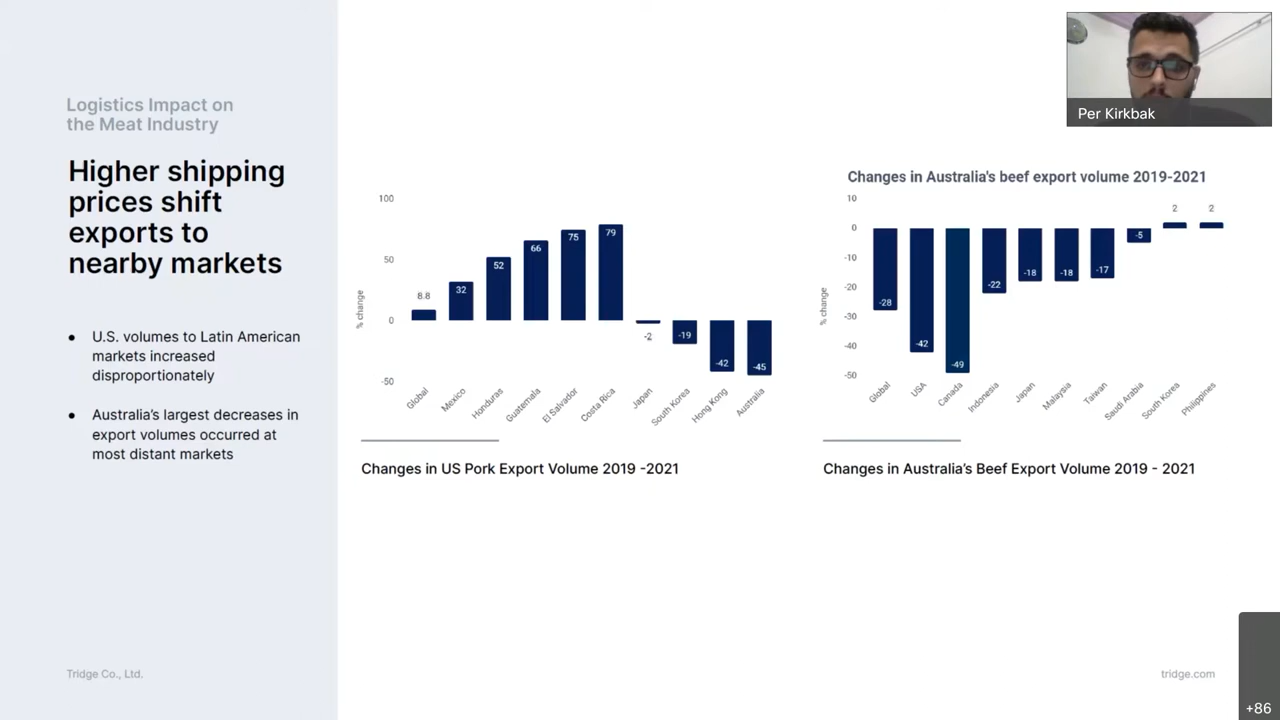 Per Kirkbak
Logistics Impact on
the Meat Industry
Higher shipping
prices shift
exports to
nearby markets
• U.S. volumes to Latin American
markets increased
disproportionately
• Australia's largest decreases in
export volumes occurred at
most distant markets
100
50
0
-50
% change
8.8
32
52
66
75
79
-2
-19
-42
-45
Global
Mexico
Honduras
Guatemala
El Salvador
Costa Rica
Japan
South Korea
Hong Kong
Australia
Changes in US Pork Export Volume 2019 -2021
Changes in Australia's beef export volume 2019-2021
10
0
-10
-20
-30
-40
-50
% change
-28
-42
-49
-22
-18
-18
-17
-5
2
2
Global
USA
Canada
Indonesia
Japan
Malaysia
Taiwan
Saudi Arabia
South Korea
Philippines
Changes in Australia's Beef Export Volume 2019 - 2021
Tridge Co., Ltd.
tridge.com
+86